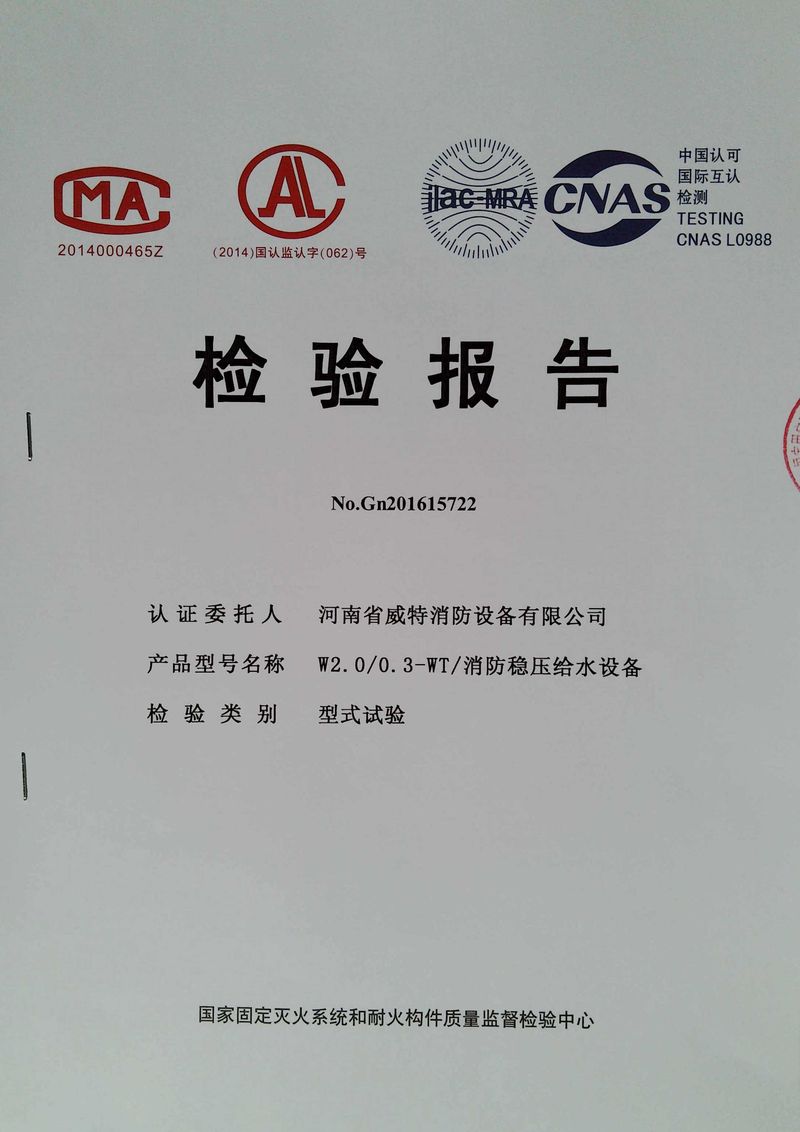 CMA
2014000465Z
CAL
(2014)国认监认字(062)号
ilac-MRA
CNAS
中国认可
国际互认
检测
TESTING
CNAS L0988
检验报告
No.Gn201615722
认证委托人 河南省威特消防设备有限公司
产品型号名称 W2.0/0.3-WT/消防稳压给水设备
检验类别 型式试验
国家固定灭火系统和耐火构件质量监督检验中心